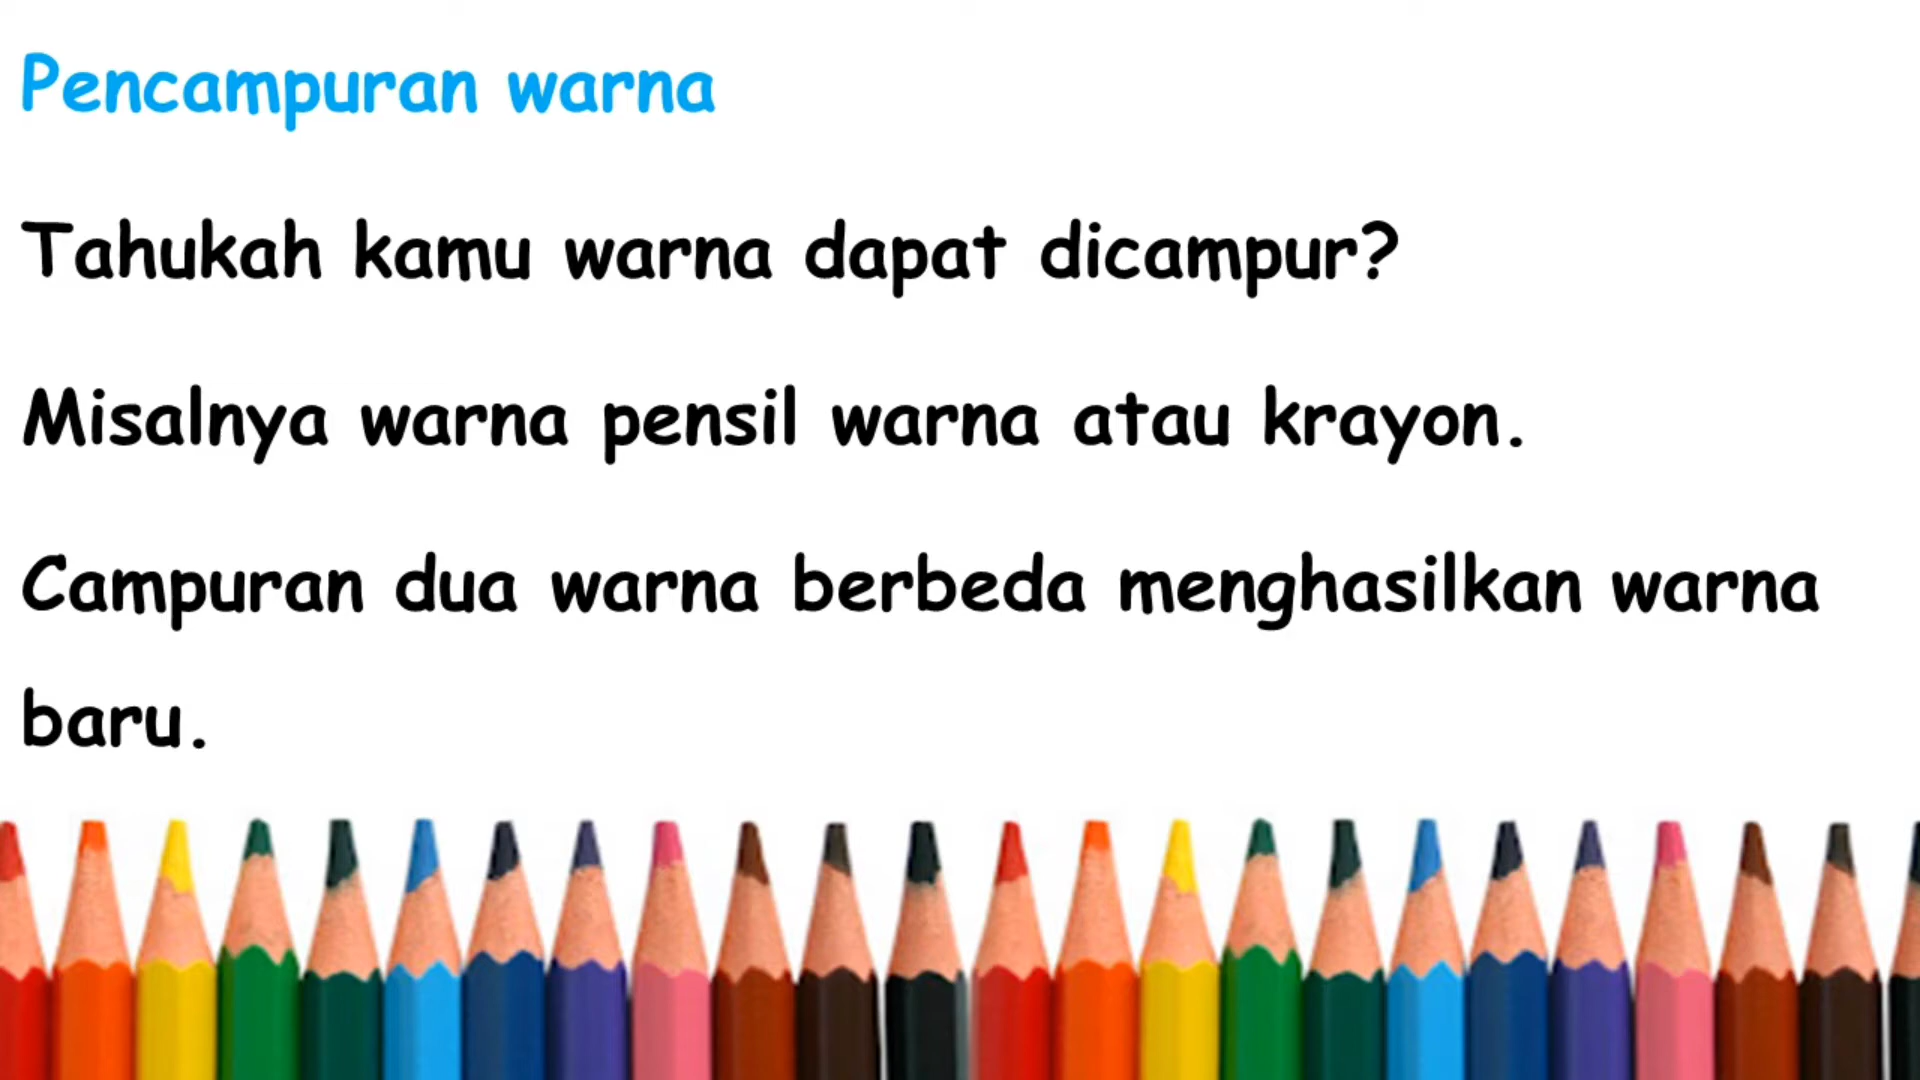 Pencampuran warna
Tahukah kamu warna dapat dicampur?
Misalnya warna pensil warna atau krayon.
Campuran dua warna berbeda menghasilkan warna
baru.